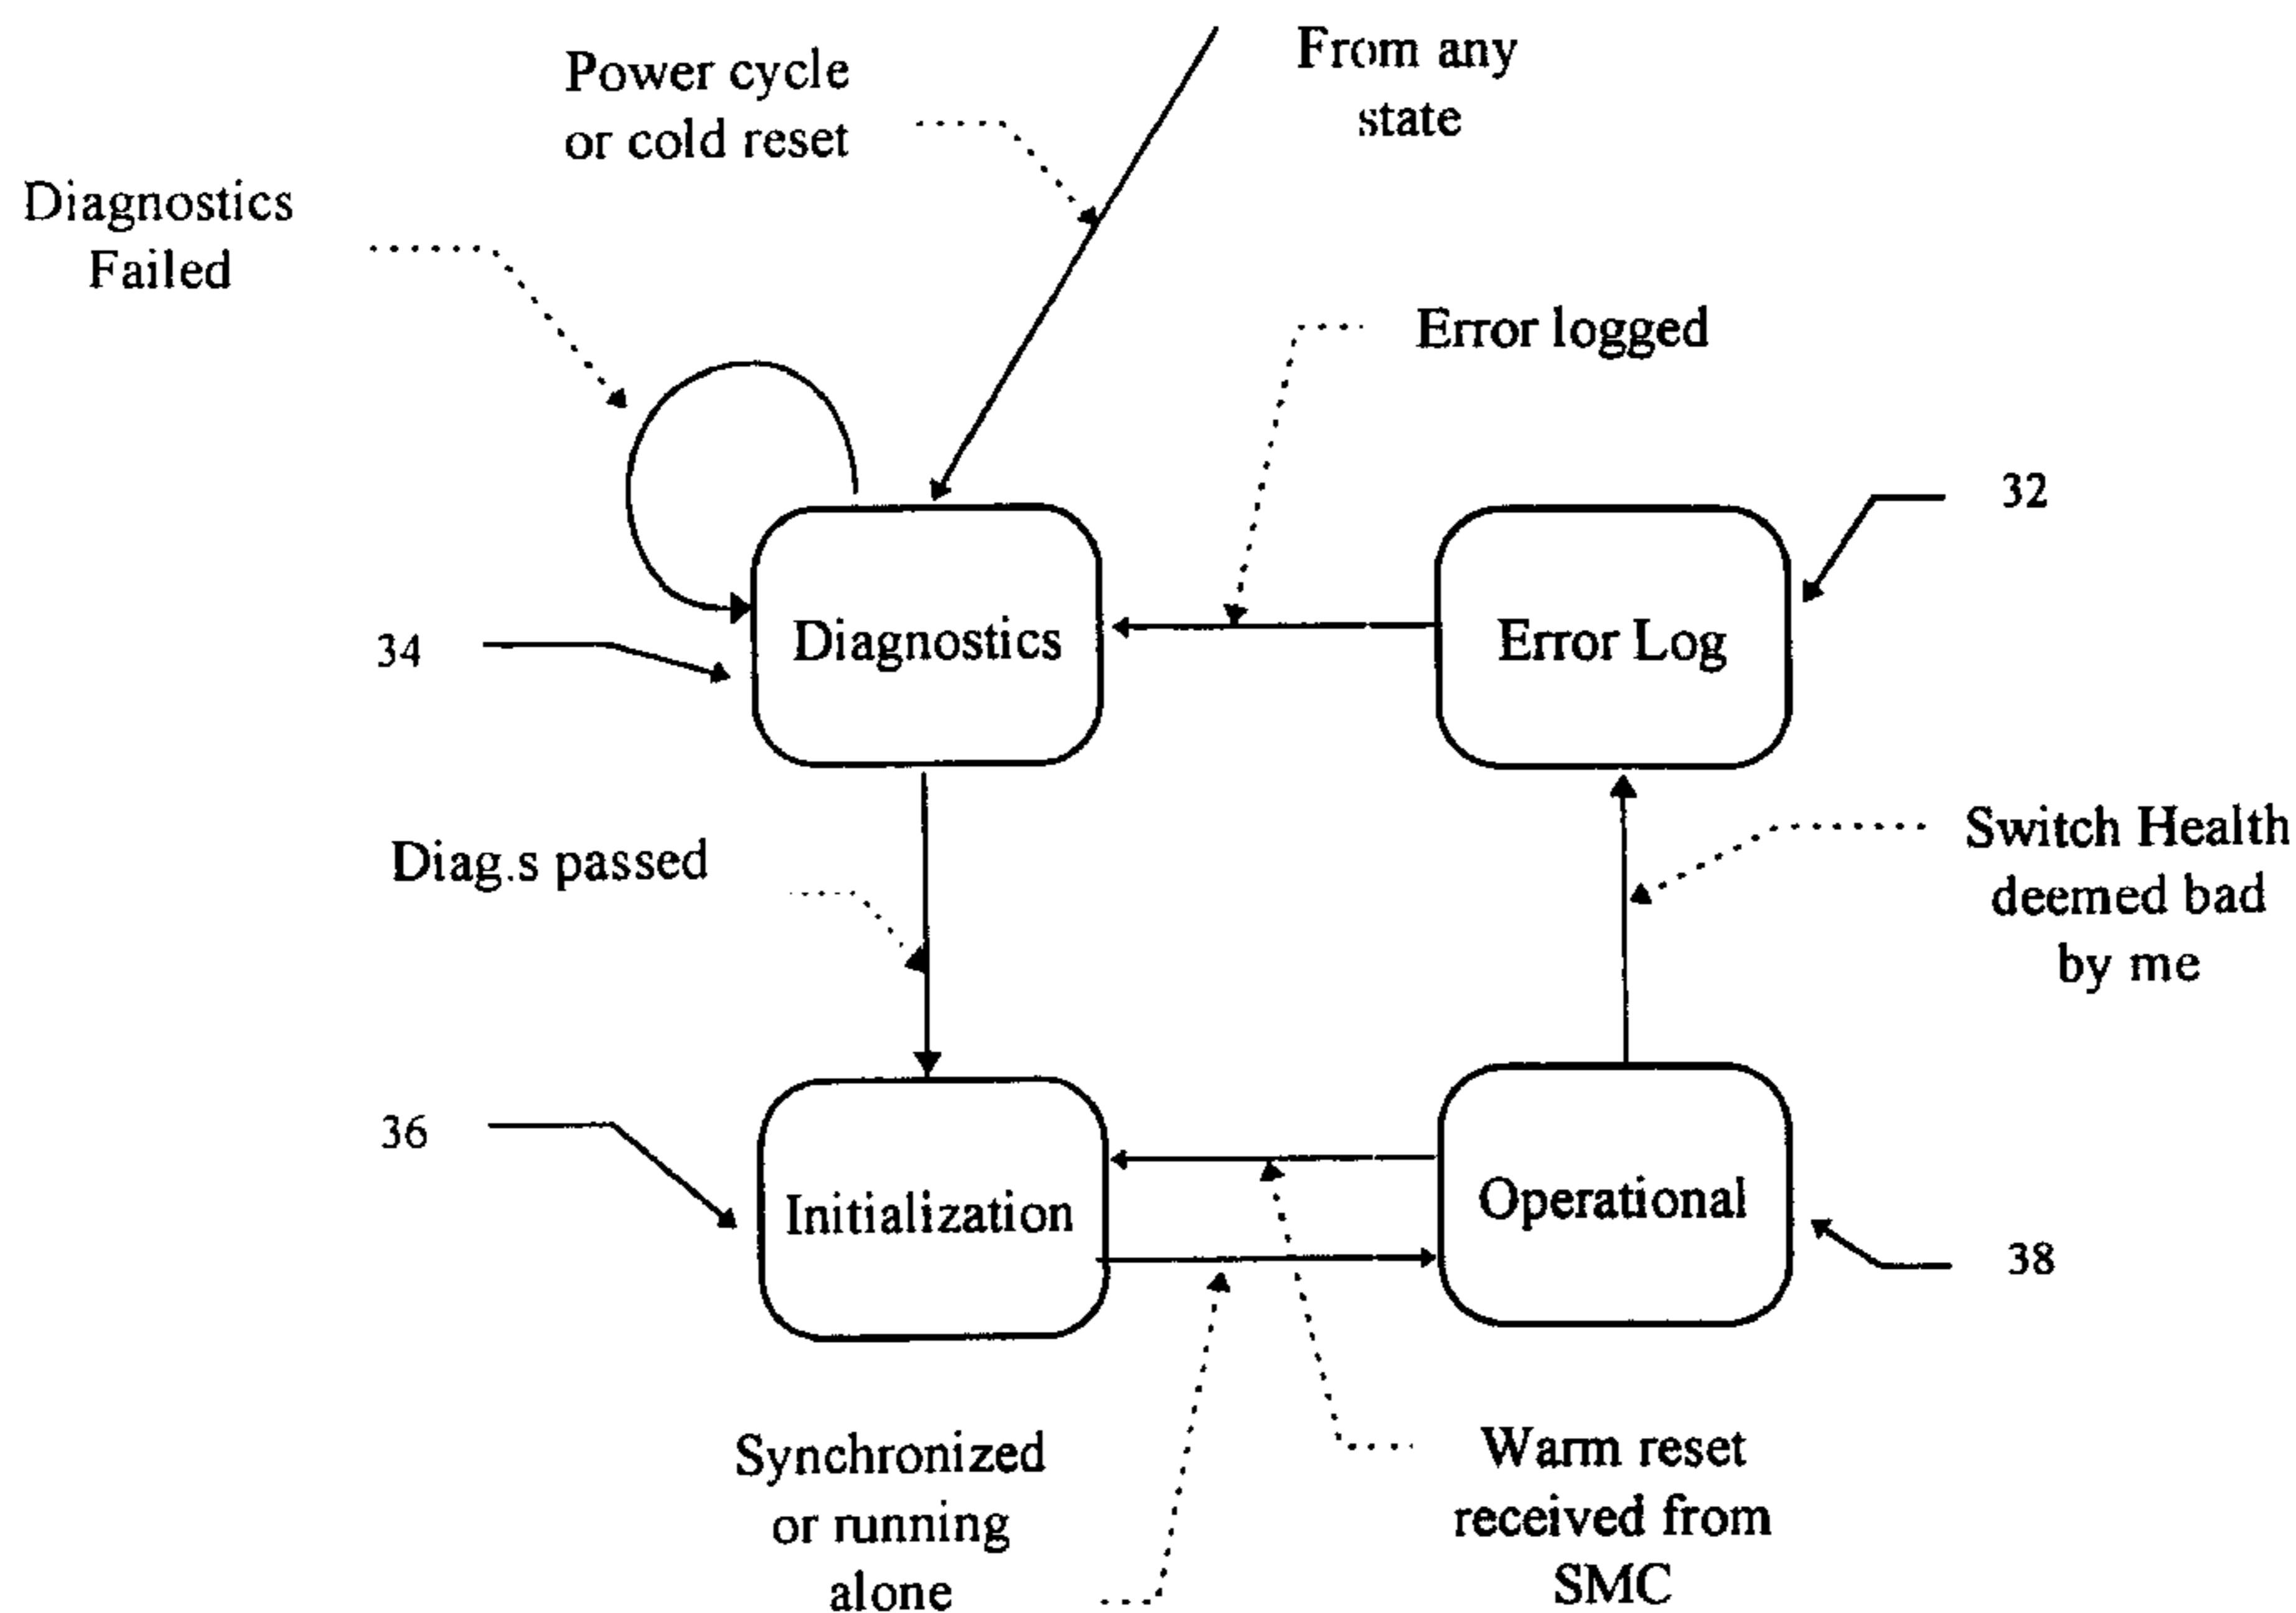 Power cycle
or cold reset
From any
state
Diagnostics
Failed
Error logged
32
34
Diagnostics
Error Log
Diag.s passed
Switch Health
deemed bad
by me
36
Initialization
Operational
38
Synchronized
or running
alone
Warm reset
received from
SMC